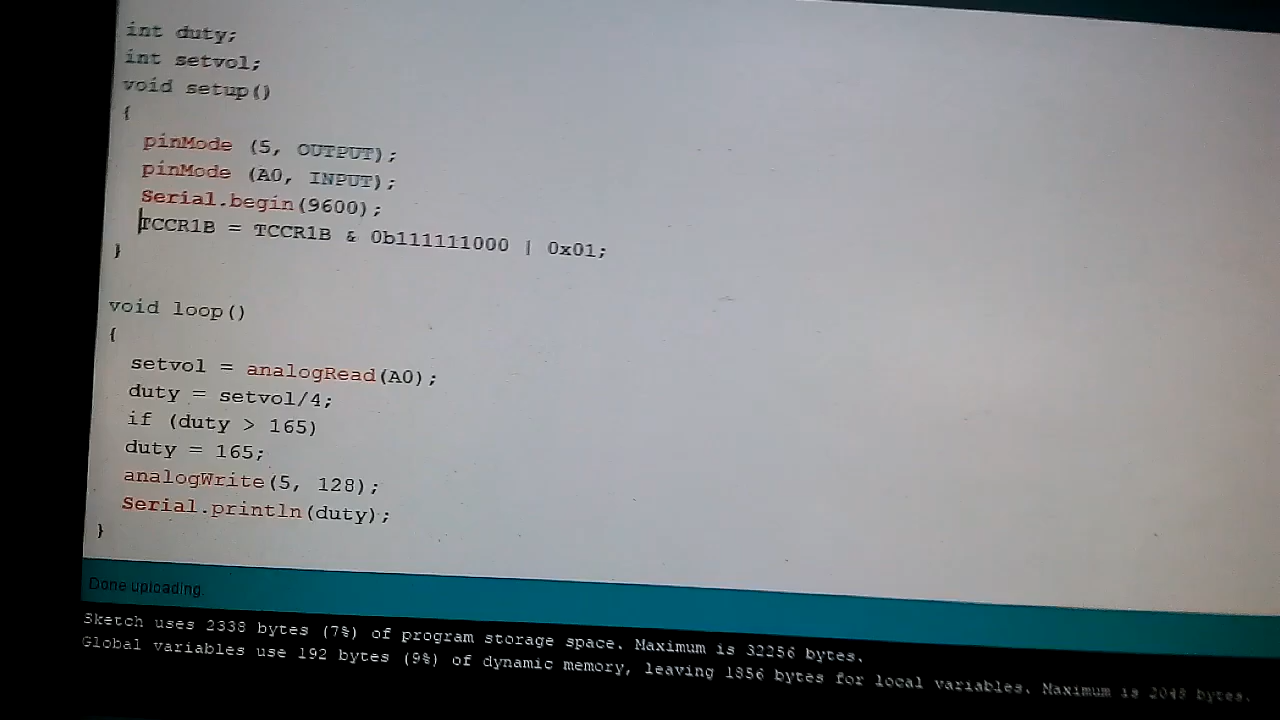 int duty;
int setvol;
void setup()
{
pinMode (5, OUTPUT);
pinMode (A0, INPUT);
Serial.begin(9600);
TCCR1B = TCCR1B & 0b111111000 | 0x01;
}
void loop()
{
setvol = analogRead(A0);
duty = setvol/4;
if (duty > 165)
duty = 165;
analogWrite(5, 128);
Serial.println(duty);
}
Done uploading.
Sketch uses 2338 bytes (7%) of program storage space. Maximum is 32256 bytes.
Global variables use 192 bytes (9%) of dynamic memory, leaving 1856 bytes for local variables. Maximum is 2048 bytes.